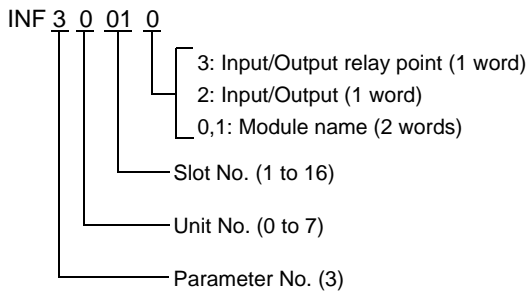 INF 3 0 01 0
3: Input/Output relay point (1 word)
2: Input/Output (1 word)
0,1: Module name (2 words)
Slot No. (1 to 16)
Unit No. (0 to 7)
Parameter No. (3)